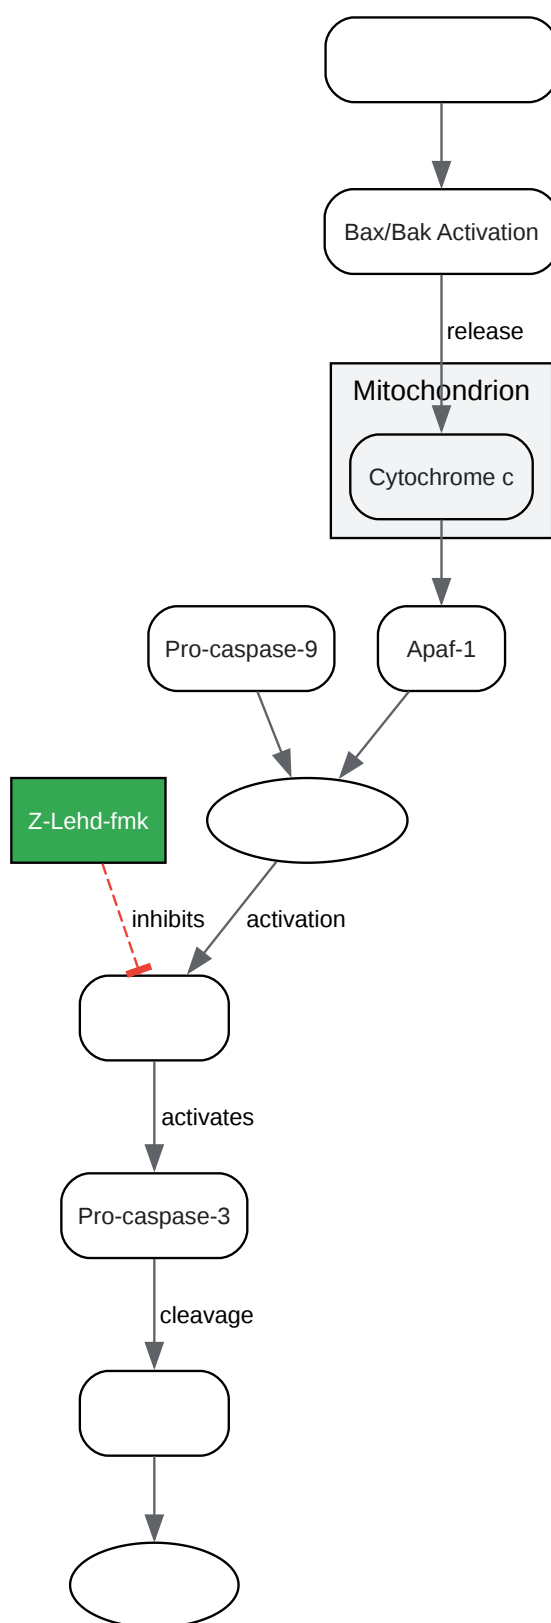 Bax/Bak Activation
release
Mitochondrion
Cytochrome c
Pro-caspase-9
Apaf-1
Z-Lehd-fmk
inhibits
activation
activates
Pro-caspase-3
cleavage